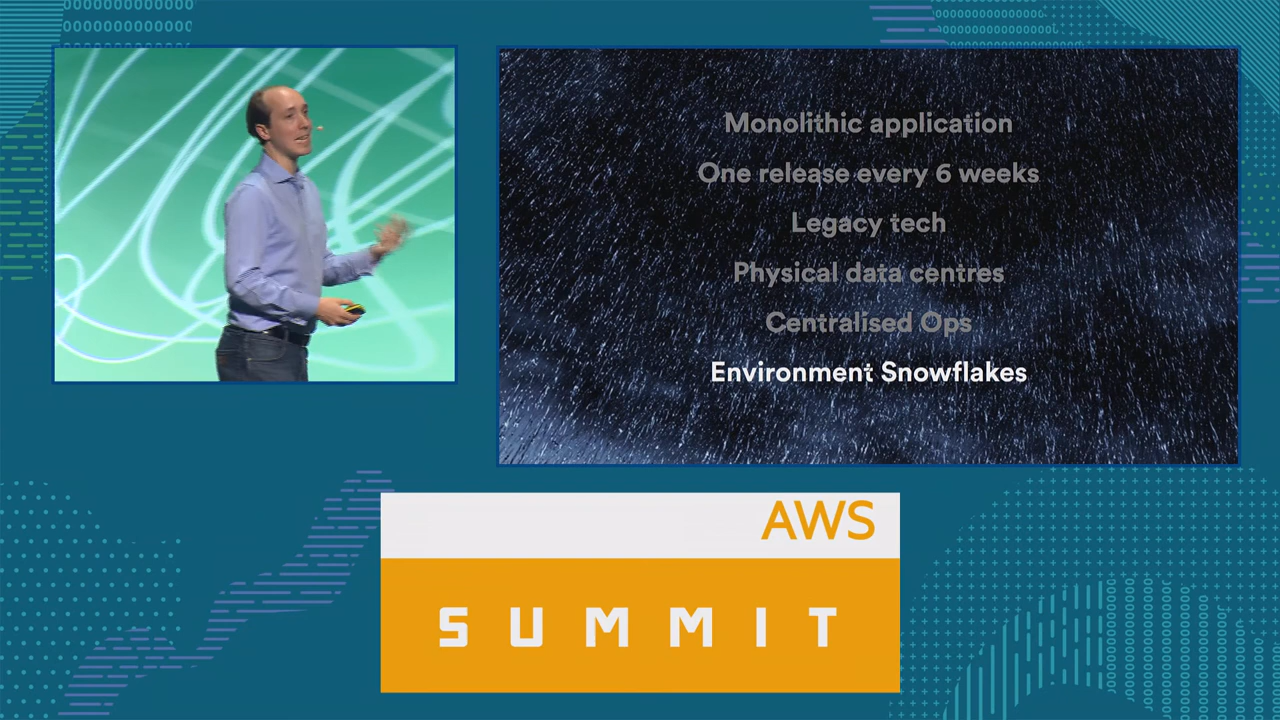 Monolithic application
One release every 6 weeks
Legacy tech
Physical data centres
Centralised Ops
Environment Snowflakes
AWS
SUMMIT